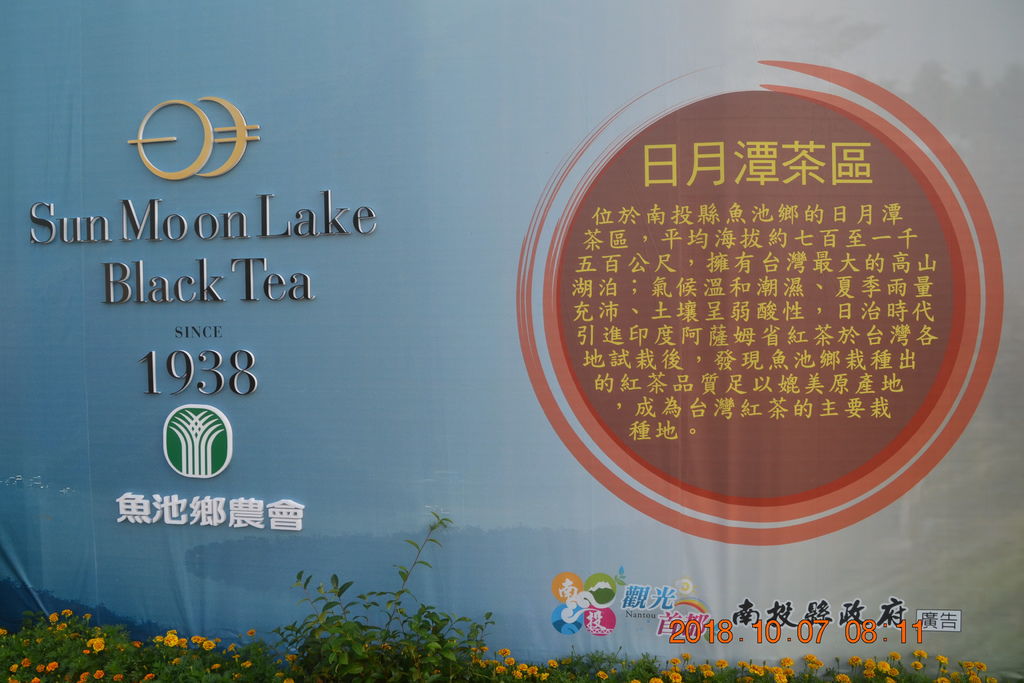 Sun Moon Lake
Black Tea
SINCE
1938
魚池鄉農會
日月潭茶區
位於南投縣魚池鄉的日月潭
茶區，平均海拔約七百至一千
五百公尺，擁有台灣最大的高山
湖泊；氣候溫和潮濕、夏季雨量
充沛、土壤呈弱酸性，日治時代
引進印度阿薩姆省紅茶於台灣各
地試栽後，發現魚池鄉栽種出
的紅茶品質足以媲美原產地
，成為台灣紅茶的主要栽
種地。
南投
觀光
Nantou
首都
南投縣政府
廣告
2018.10.07 08:11